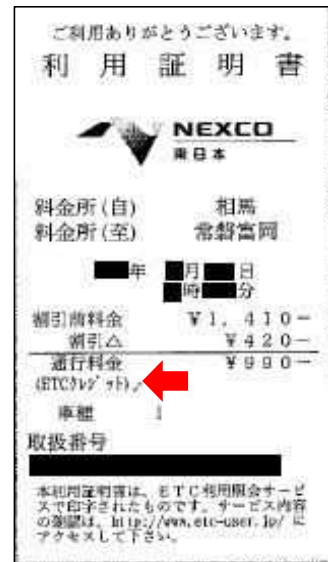 ご利用ありがとうございます。
利用証明書
NEXCO
東日本
料金所(自) 相馬
料金所(至) 常磐富岡
年 月 日
時 分
割引前料金 ¥1,410-
割引△ ¥420-
通行料金 ¥990-
(ETCクレジット)
車種 1
取扱番号
本利用証明書は、ETC利用照会サービ
スで印字されたものです。サービス内容
の確認は、http://www.etc-user.jp/ に
アクセスして下さい。